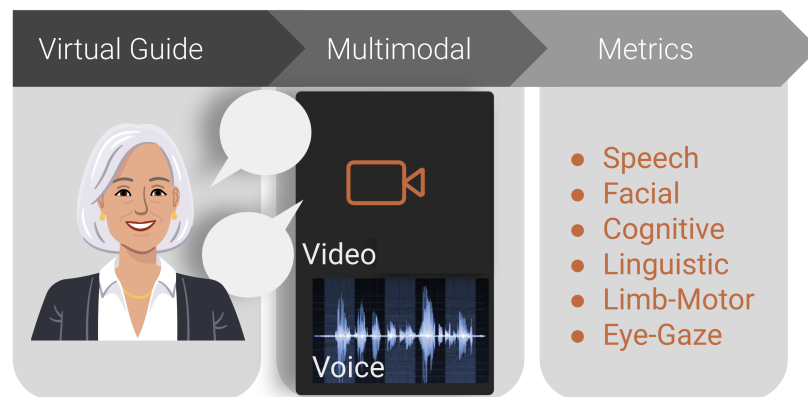 Virtual Guide
Multimodal
Metrics
Video
Voice
● Speech
● Facial
● Cognitive
● Linguistic
● Limb-Motor
● Eye-Gaze